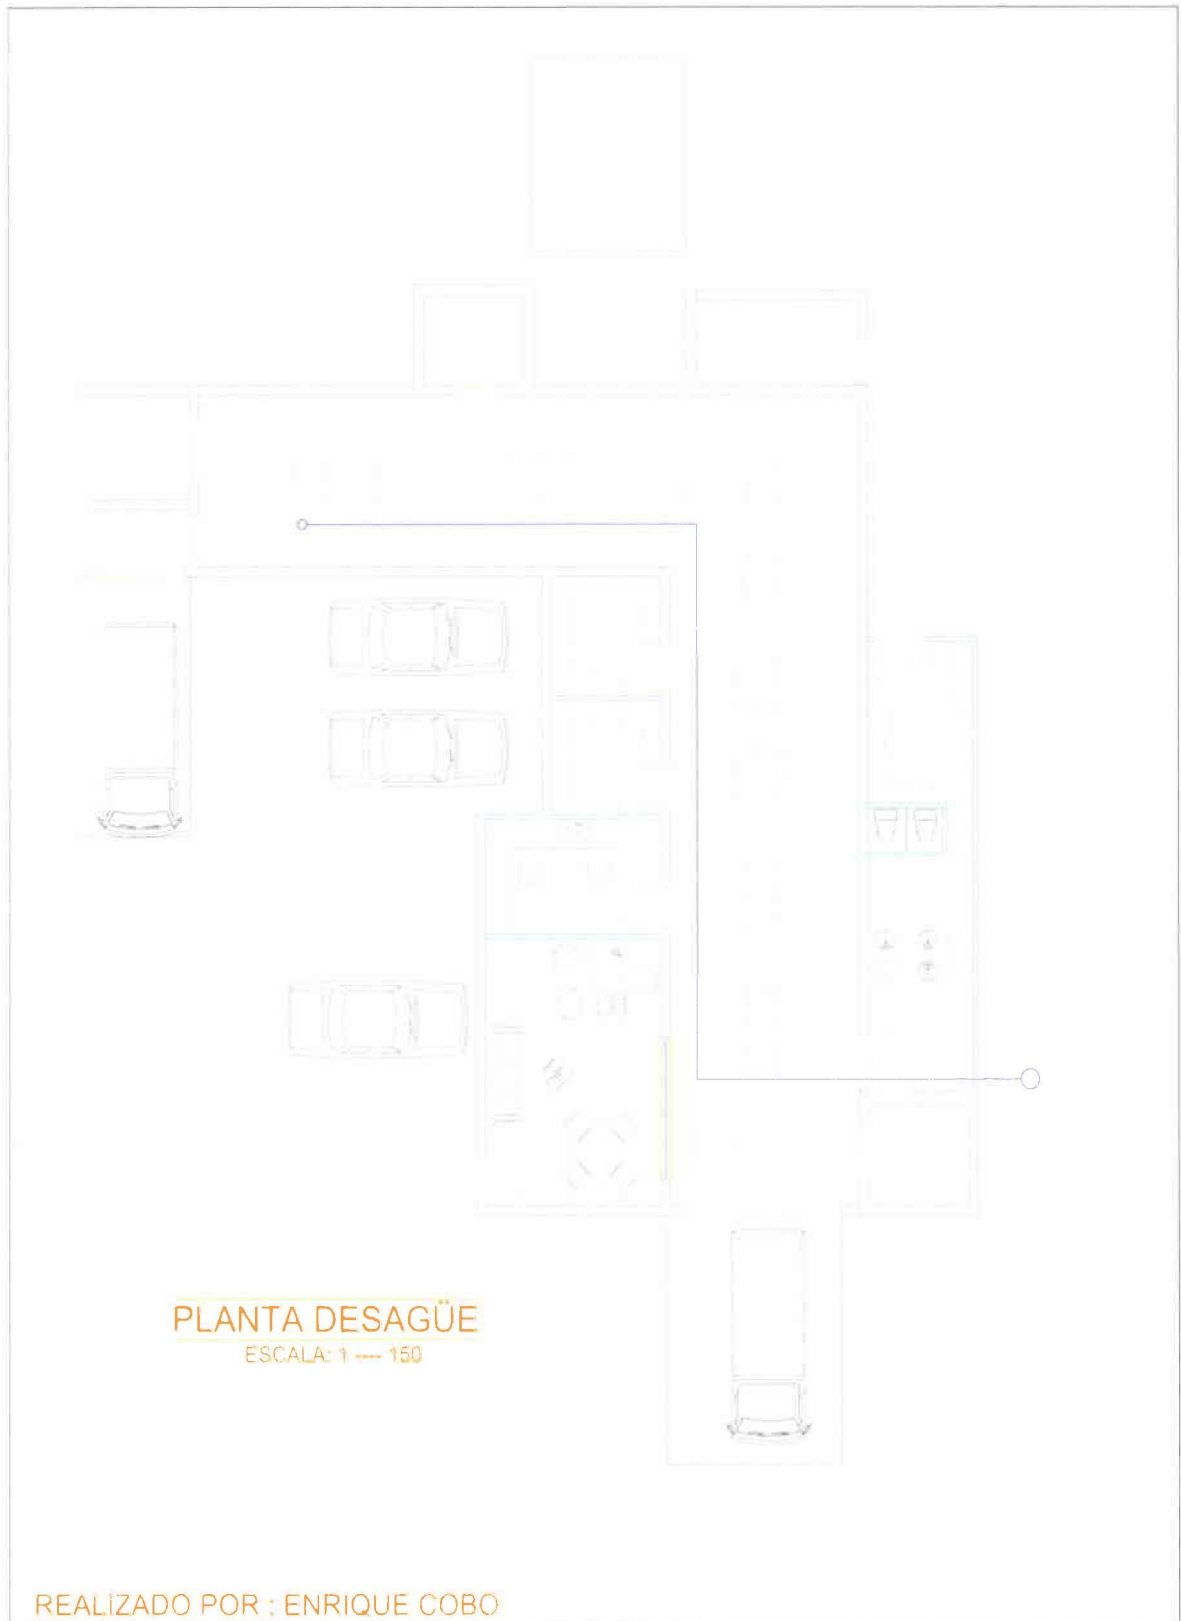 PLANTA DESAGÜE
ESCALA: 1 ---- 150
REALIZADO POR : ENRIQUE COBO